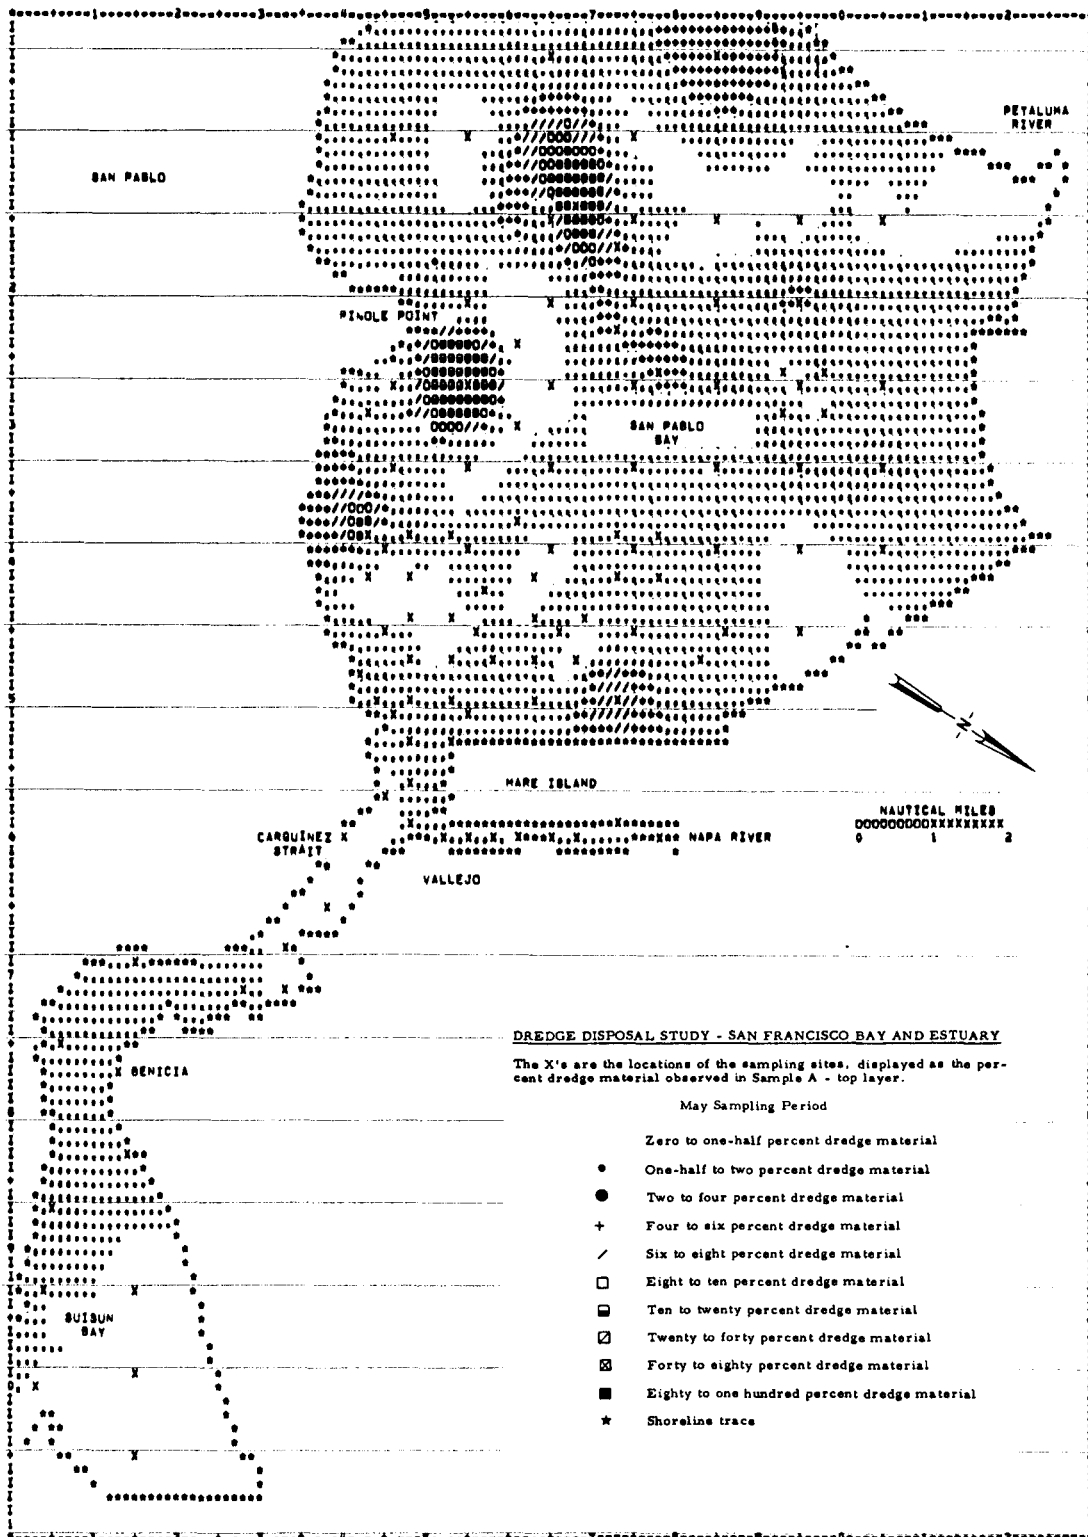 PETALUMA
RIVER
SAN PABLO
PINOLE POINT
SAN PABLO
BAY
MARE ISLAND
NAUTICAL MILES
0 1 2
CARQUINEZ
STRAIT
NAPA RIVER
VALLEJO
N
BENICIA
SUISUN
BAY
DREDGE DISPOSAL STUDY - SAN FRANCISCO BAY AND ESTUARY
The X's are the locations of the sampling sites, displayed as the per-
cent dredge material observed in Sample A - top layer.
May Sampling Period
Zero to one-half percent dredge material
One-half to two percent dredge material
Two to four percent dredge material
+ Four to six percent dredge material
/ Six to eight percent dredge material
Eight to ten percent dredge material
Ten to twenty percent dredge material
Twenty to forty percent dredge material
Forty to eighty percent dredge material
Eighty to one hundred percent dredge material
Shoreline trace